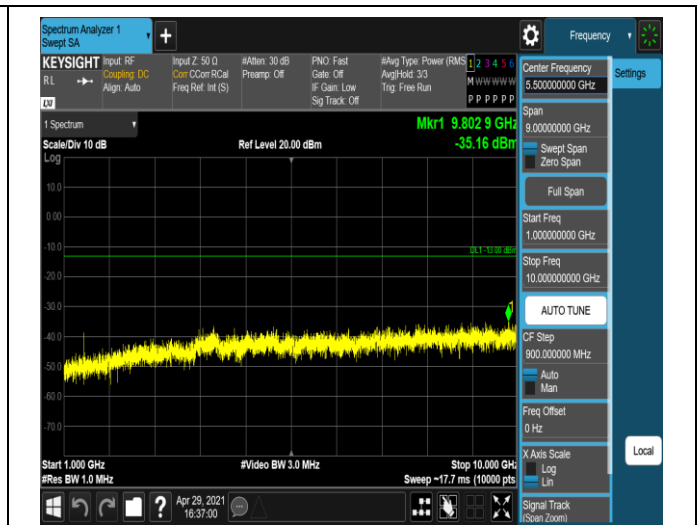 Spectrum Analyzer 1
Swept SA
Frequency
KEYSIGHT
RL
LXI
Input: RF
Coupling: DC
Align: Auto
Input Z: 50 Ω
Corr CCorr RCal
Freq Ref: Int (S)
#Atten: 30 dB
Preamp: Off
PNO: Fast
Gate: Off
IF Gain: Low
Sig Track: Off
#Avg Type: Power (RMS
Avg|Hold: 3/3
Trig: Free Run
1 2 3 4 5 6
M W W W W W
P P P P P P
1 Spectrum
Scale/Div 10 dB
Log
Ref Level 20.00 dBm
Mkr1 9.802 9 GHz
-35.16 dBm
10.0
0.00
-10.0
DL1 -13.00 dBm
-20.0
-30.0
-40.0
-50.0
-60.0
-70.0
Start 1.000 GHz
#Res BW 1.0 MHz
#Video BW 3.0 MHz
Stop 10.000 GHz
Sweep ~17.7 ms (10000 pts
Apr 29, 2021
16:37:00
Center Frequency
5.50000000 GHz
Settings
Span
9.00000000 GHz
Swept Span
Zero Span
Full Span
Start Freq
1.000000000 GHz
Stop Freq
10.000000000 GHz
AUTO TUNE
CF Step
900.000000 MHz
Auto
Man
Freq Offset
0 Hz
X Axis Scale
Log
Lin
Local
Signal Track
(Span Zoom)